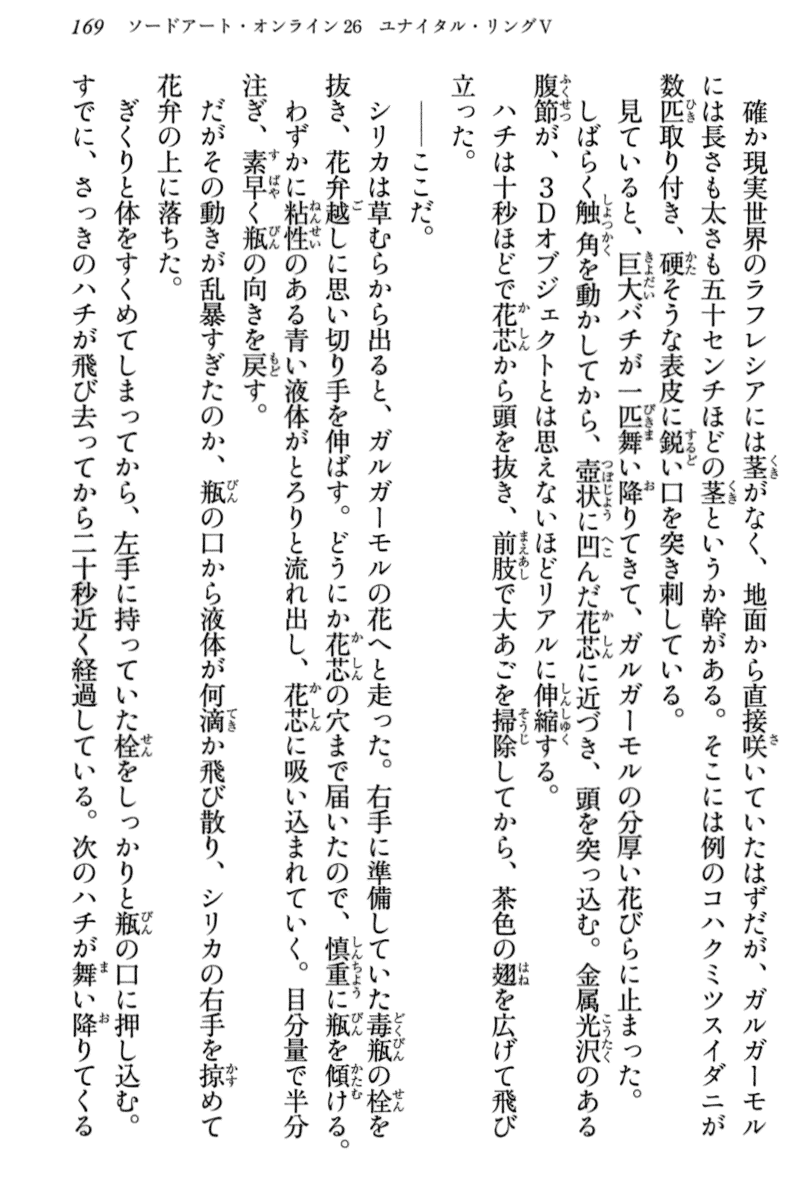 169 ソードアート・オンライン26 ユナイタル・リングⅤ
確か現実世界のラフレシアには茎がなく、地面から直接咲いていたはずだが、ガルガーモル
には長さも太さも五十センチほどの茎というか幹がある。そこには例のコハクミツスイダニが
数匹取り付き、硬そうな表皮に鋭い口を突き刺している。
見ていると、巨大バチが一匹舞い降りてきて、ガルガーモルの分厚い花びらに止まった。
しばらく触角を動かしてから、壺状に凹んだ花芯に近づき、頭を突っ込む。金属光沢のある
腹節が、3Dオブジェクトとは思えないほどリアルに伸縮する。
ハチは十秒ほどで花芯から頭を抜き、前肢で大あごを掃除してから、茶色の翅を広げて飛び
立った。
――ここだ。
シリカは草むらから出ると、ガルガーモルの花へと走った。右手に準備していた毒瓶の栓を
抜き、花弁越しに思い切り手を伸ばす。どうにか花芯の穴まで届いたので、慎重に瓶を傾ける。
わずかに粘性のある青い液体がとろりと流れ出し、花芯に吸い込まれていく。目分量で半分
注ぎ、素早く瓶の向きを戻す。
だがその動きが乱暴すぎたのか、瓶の口から液体が何滴か飛び散り、シリカの右手を掠めて
花弁の上に落ちた。
ぎくりと体をすくめてしまってから、左手に持っていた栓をしっかりと瓶の口に押し込む。
すでに、さっきのハチが飛び去ってから二十秒近く経過している。次のハチが舞い降りてくる